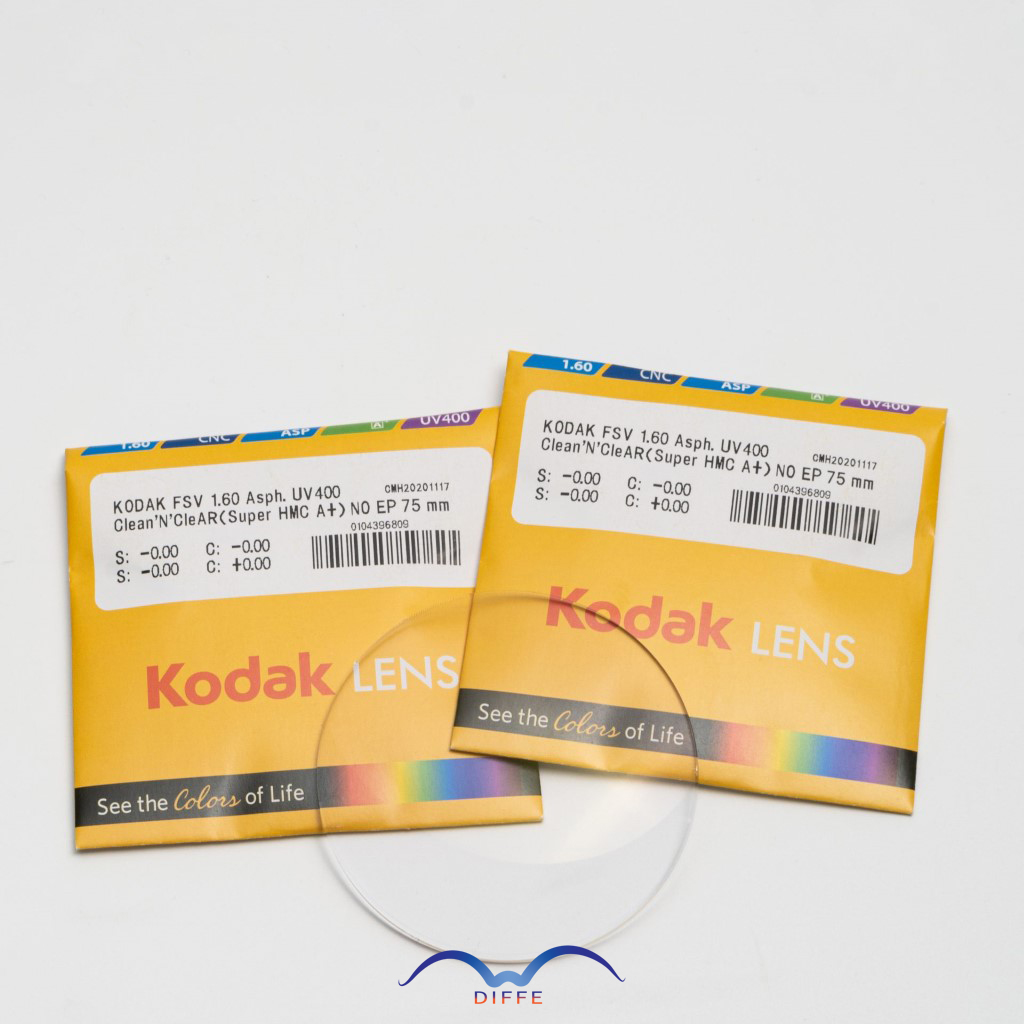 1.60 CNC ASP A UV400
KODAK FSV 1.60 Asph. UV400
CMH20201117
Clean'N'CleAR(Super HMC A+) NO EP 75 mm
0104396809
S: -0.00 C: -0.00
S: -0.00 C: +0.00
Kodak LENS
See the Colors of Life
1.60 CNC ASP A UV400
KODAK FSV 1.60 Asph. UV400
CMH20201117
Clean'N'CleAR(Super HMC A+) NO EP 75 mm
0104396809
S: -0.00 C: -0.00
S: -0.00 C: +0.00
Kodak LENS
See the Colors of Life
DIFFE